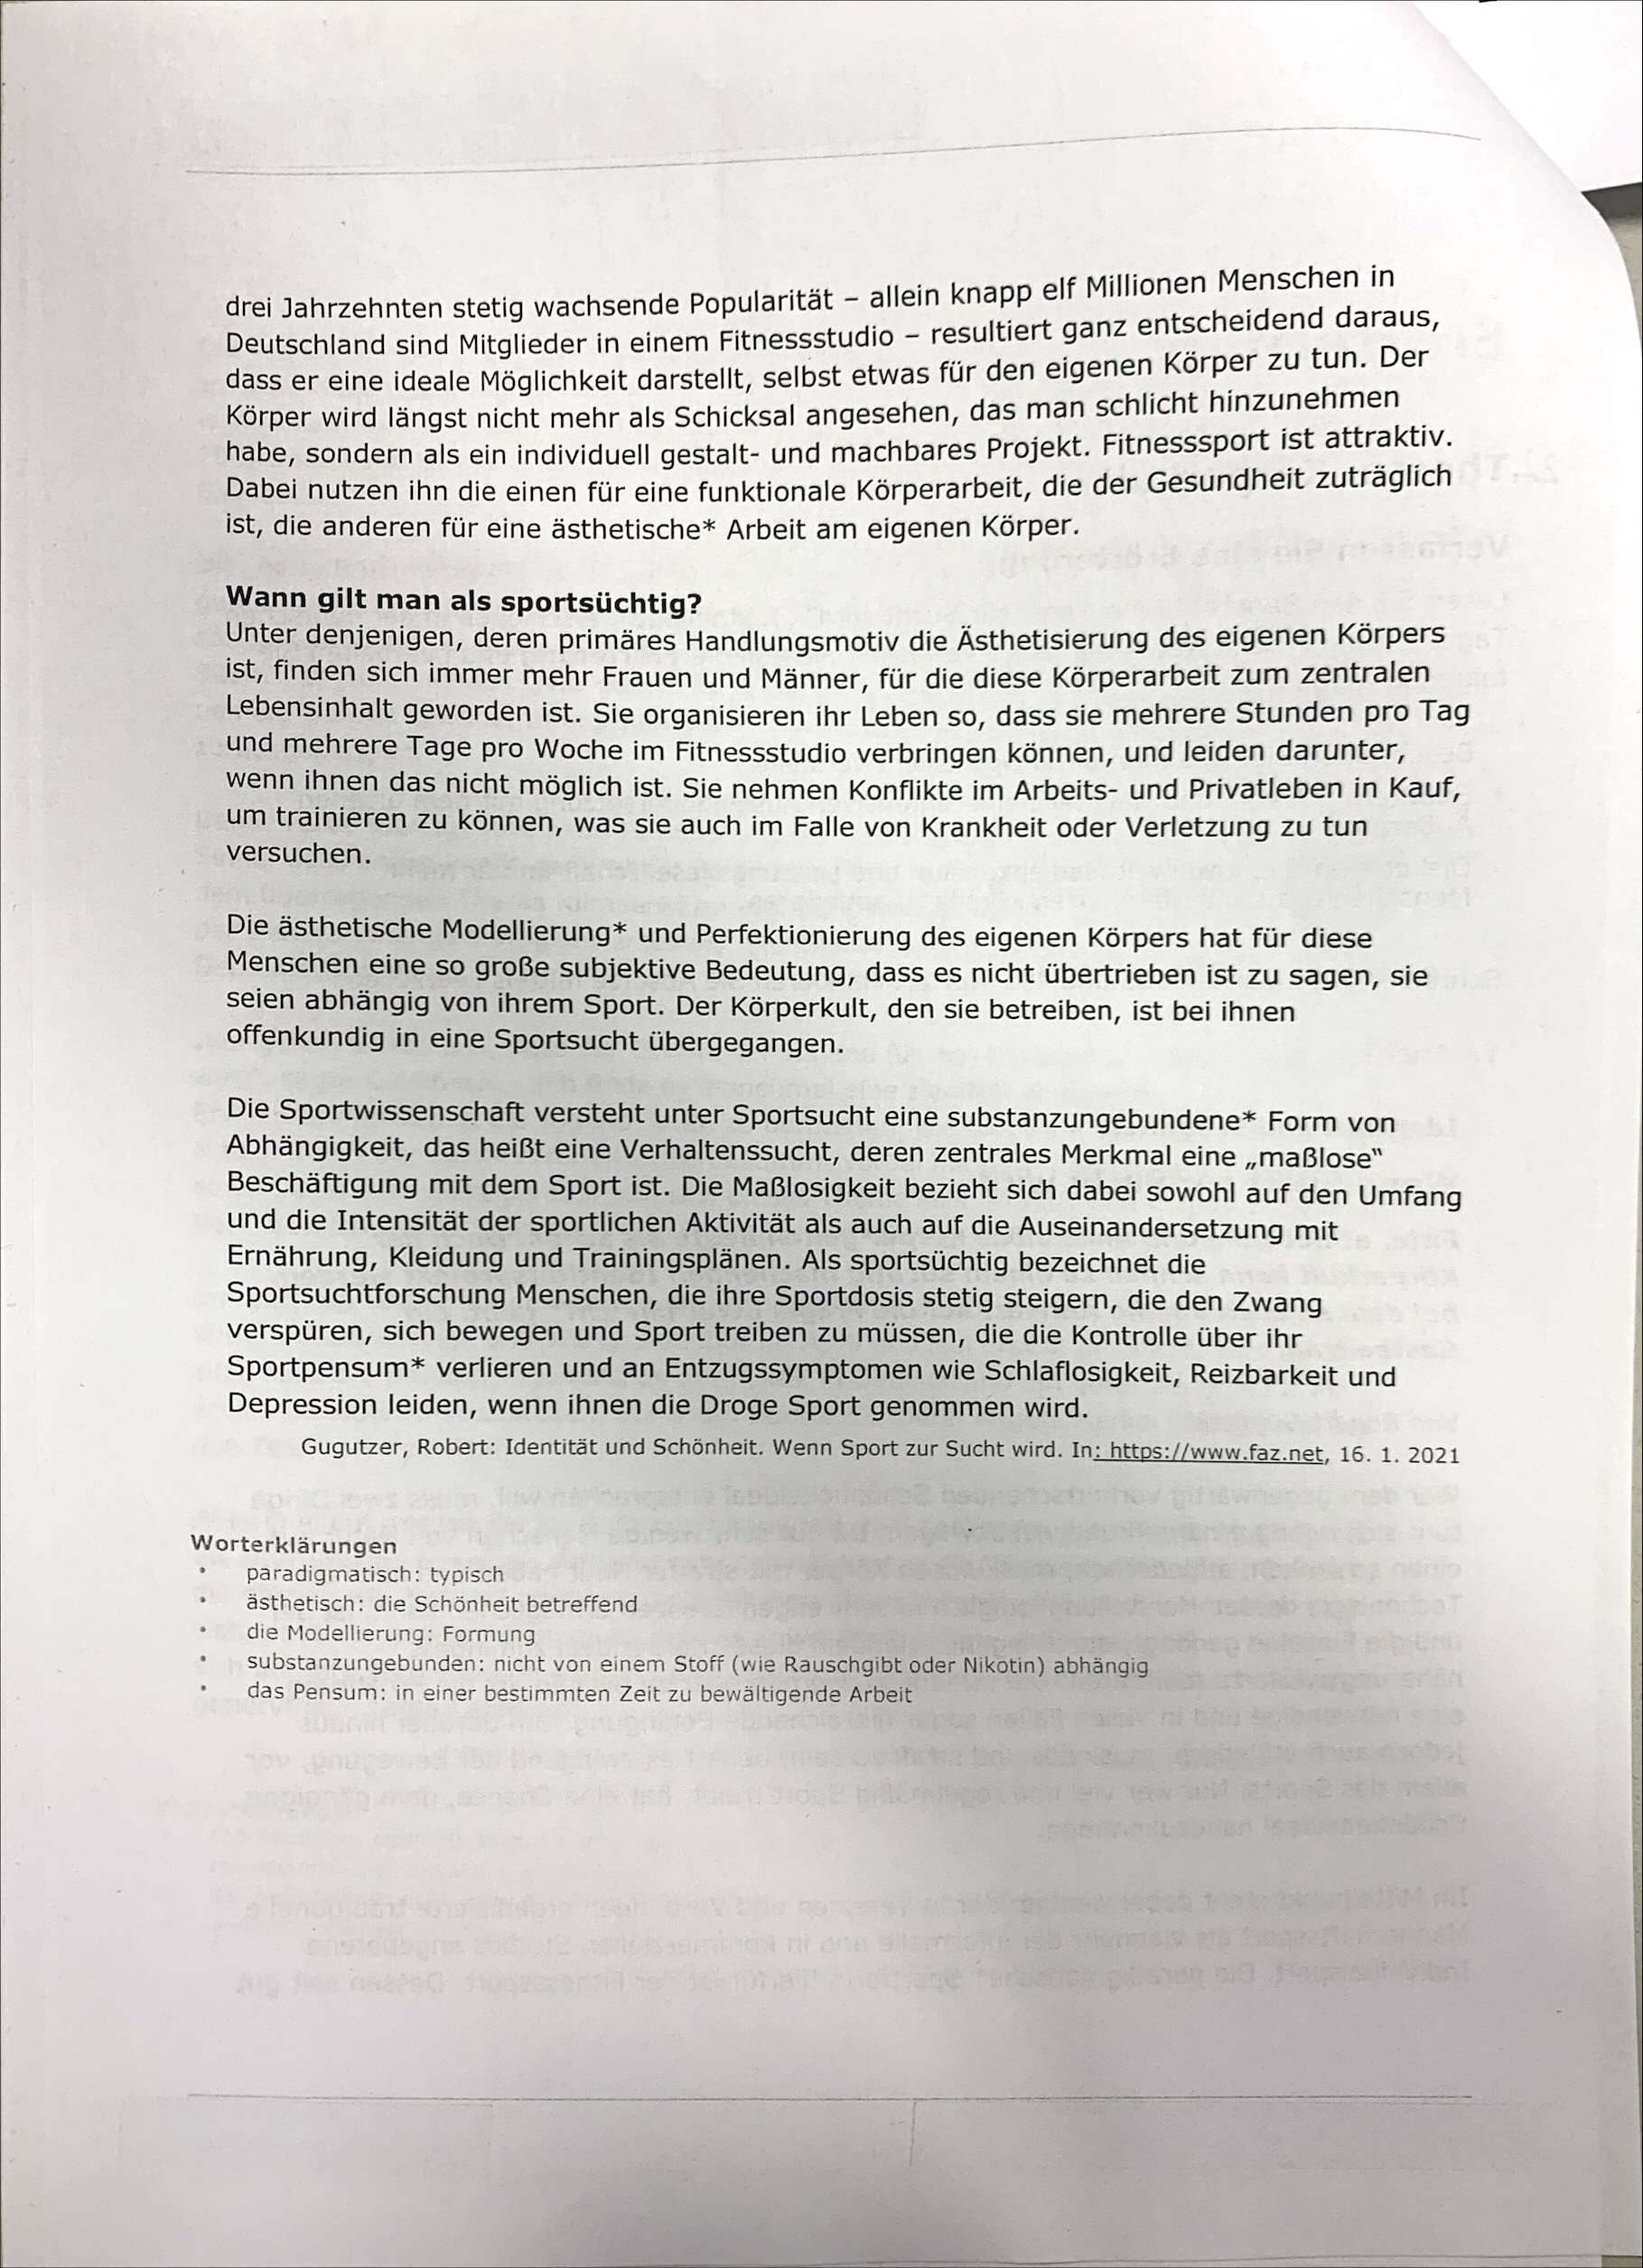 drei Jahrzehnten stetig wachsende Popularität – allein knapp elf Millionen Menschen in
Deutschland sind Mitglieder in einem Fitnessstudio – resultiert ganz entscheidend daraus,
dass er eine ideale Möglichkeit darstellt, selbst etwas für den eigenen Körper zu tun. Der
Körper wird längst nicht mehr als Schicksal angesehen, das man schlicht hinzunehmen
habe, sondern als ein individuell gestalt- und machbares Projekt. Fitnesssport ist attraktiv.
Dabei nutzen ihn die einen für eine funktionale Körperarbeit, die der Gesundheit zuträglich
ist, die anderen für eine ästhetische* Arbeit am eigenen Körper.
Wann gilt man als sportsüchtig?
Unter denjenigen, deren primäres Handlungsmotiv die Ästhetisierung des eigenen Körpers
ist, finden sich immer mehr Frauen und Männer, für die diese Körperarbeit zum zentralen
Lebensinhalt geworden ist. Sie organisieren ihr Leben so, dass sie mehrere Stunden pro Tag
und mehrere Tage pro Woche im Fitnessstudio verbringen können, und leiden darunter,
wenn ihnen das nicht möglich ist. Sie nehmen Konflikte im Arbeits- und Privatleben in Kauf,
um trainieren zu können, was sie auch im Falle von Krankheit oder Verletzung zu tun
versuchen.
Die ästhetische Modellierung* und Perfektionierung des eigenen Körpers hat für diese
Menschen eine so große subjektive Bedeutung, dass es nicht übertrieben ist zu sagen, sie
seien abhängig von ihrem Sport. Der Körperkult, den sie betreiben, ist bei ihnen
offenkundig in eine Sportsucht übergegangen.
Die Sportwissenschaft versteht unter Sportsucht eine substanzungebundene* Form von
Abhängigkeit, das heißt eine Verhaltenssucht, deren zentrales Merkmal eine „maßlose“
Beschäftigung mit dem Sport ist. Die Maßlosigkeit bezieht sich dabei sowohl auf den Umfang
und die Intensität der sportlichen Aktivität als auch auf die Auseinandersetzung mit
Ernährung, Kleidung und Trainingsplänen. Als sportsüchtig bezeichnet die
Sportsuchtforschung Menschen, die ihre Sportdosis stetig steigern, die den Zwang
verspüren, sich bewegen und Sport treiben zu müssen, die die Kontrolle über ihr
Sportpensum* verlieren und an Entzugssymptomen wie Schlaflosigkeit, Reizbarkeit und
Depression leiden, wenn ihnen die Droge Sport genommen wird.
Gugutzer, Robert: Identität und Schönheit. Wenn Sport zur Sucht wird. In: https://www.faz.net, 16. 1. 2021
Worterklärungen
• paradigmatisch: typisch
• ästhetisch: die Schönheit betreffend
• die Modellierung: Formung
• substanzungebunden: nicht von einem Stoff (wie Rauschgibt oder Nikotin) abhängig
• das Pensum: in einer bestimmten Zeit zu bewältigende Arbeit